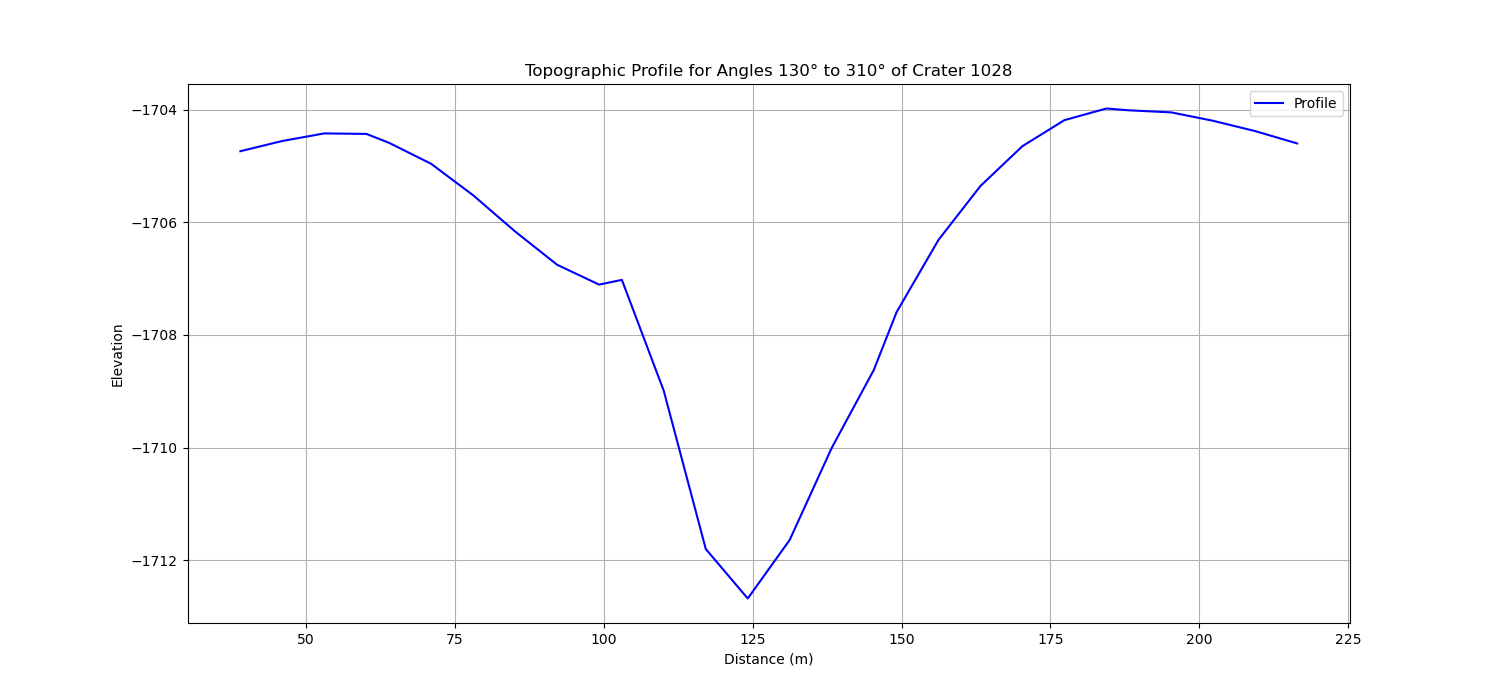 Topographic Profile for Angles 130° to 310° of Crater 1028
Profile
−1704
−1706
−1708
−1710
−1712
Elevation
50 75 100 125 150 175 200 225
Distance (m)